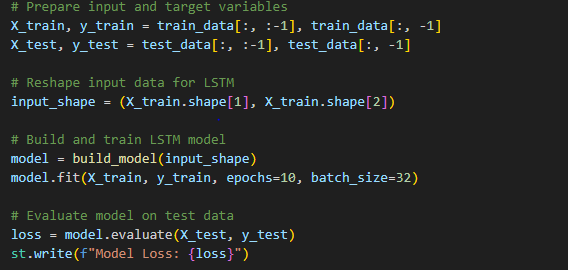 # Prepare input and target variables
X_train, y_train = train_data[:, :-1], train_data[:, -1]
X_test, y_test = test_data[:, :-1], test_data[:, -1]
# Reshape input data for LSTM
input_shape = (X_train.shape[1], X_train.shape[2])
# Build and train LSTM model
model = build_model(input_shape)
model.fit(X_train, y_train, epochs=10, batch_size=32)
# Evaluate model on test data
loss = model.evaluate(X_test, y_test)
st.write(f"Model Loss: {loss}")